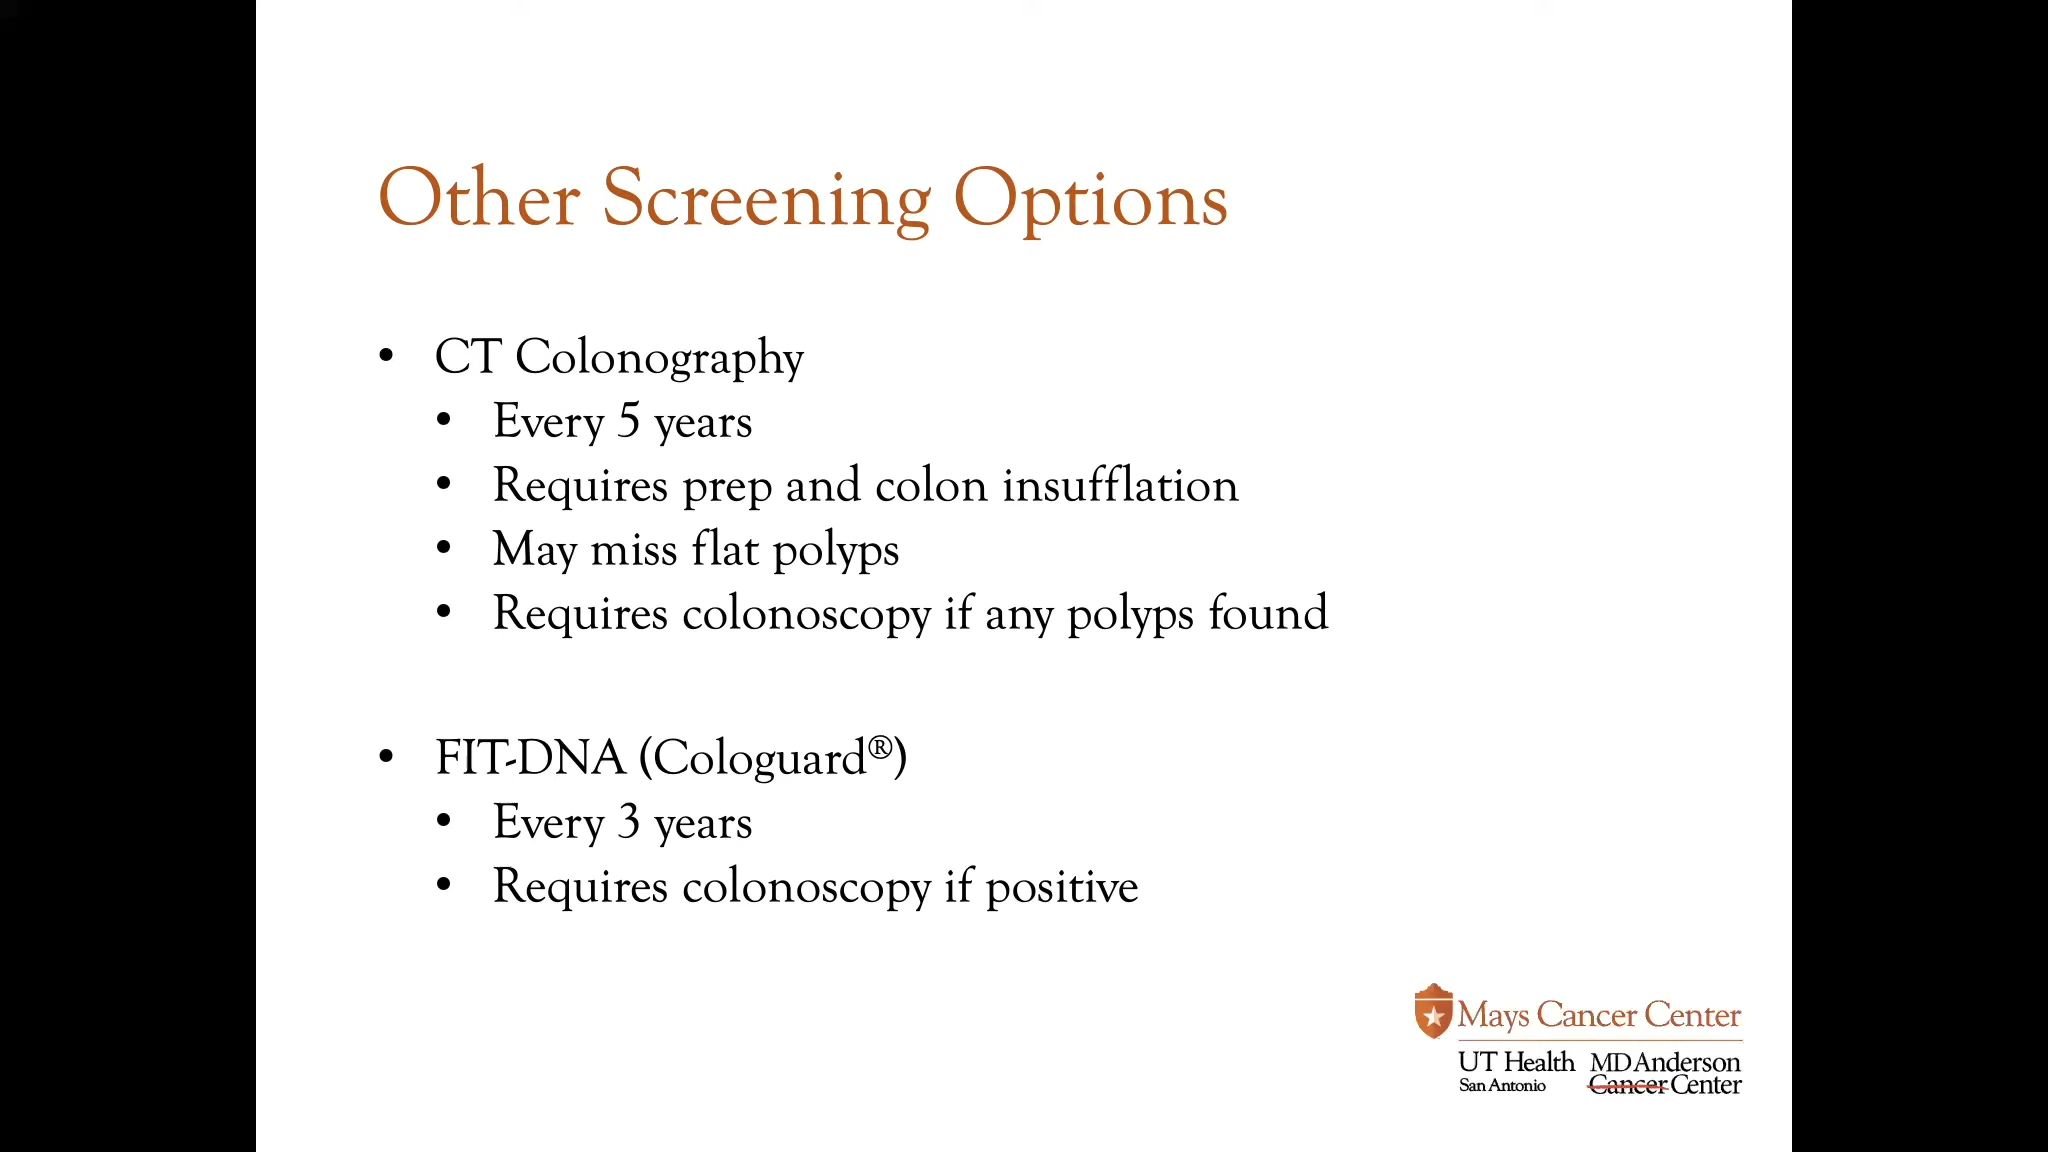 Other Screening Options
• CT Colonography
• Every 5 years
• Requires prep and colon insufflation
• May miss flat polyps
• Requires colonoscopy if any polyps found
• FIT-DNA (Cologuard®)
• Every 3 years
• Requires colonoscopy if positive
Mays Cancer Center
UT Health
San Antonio
MD Anderson
Cancer Center